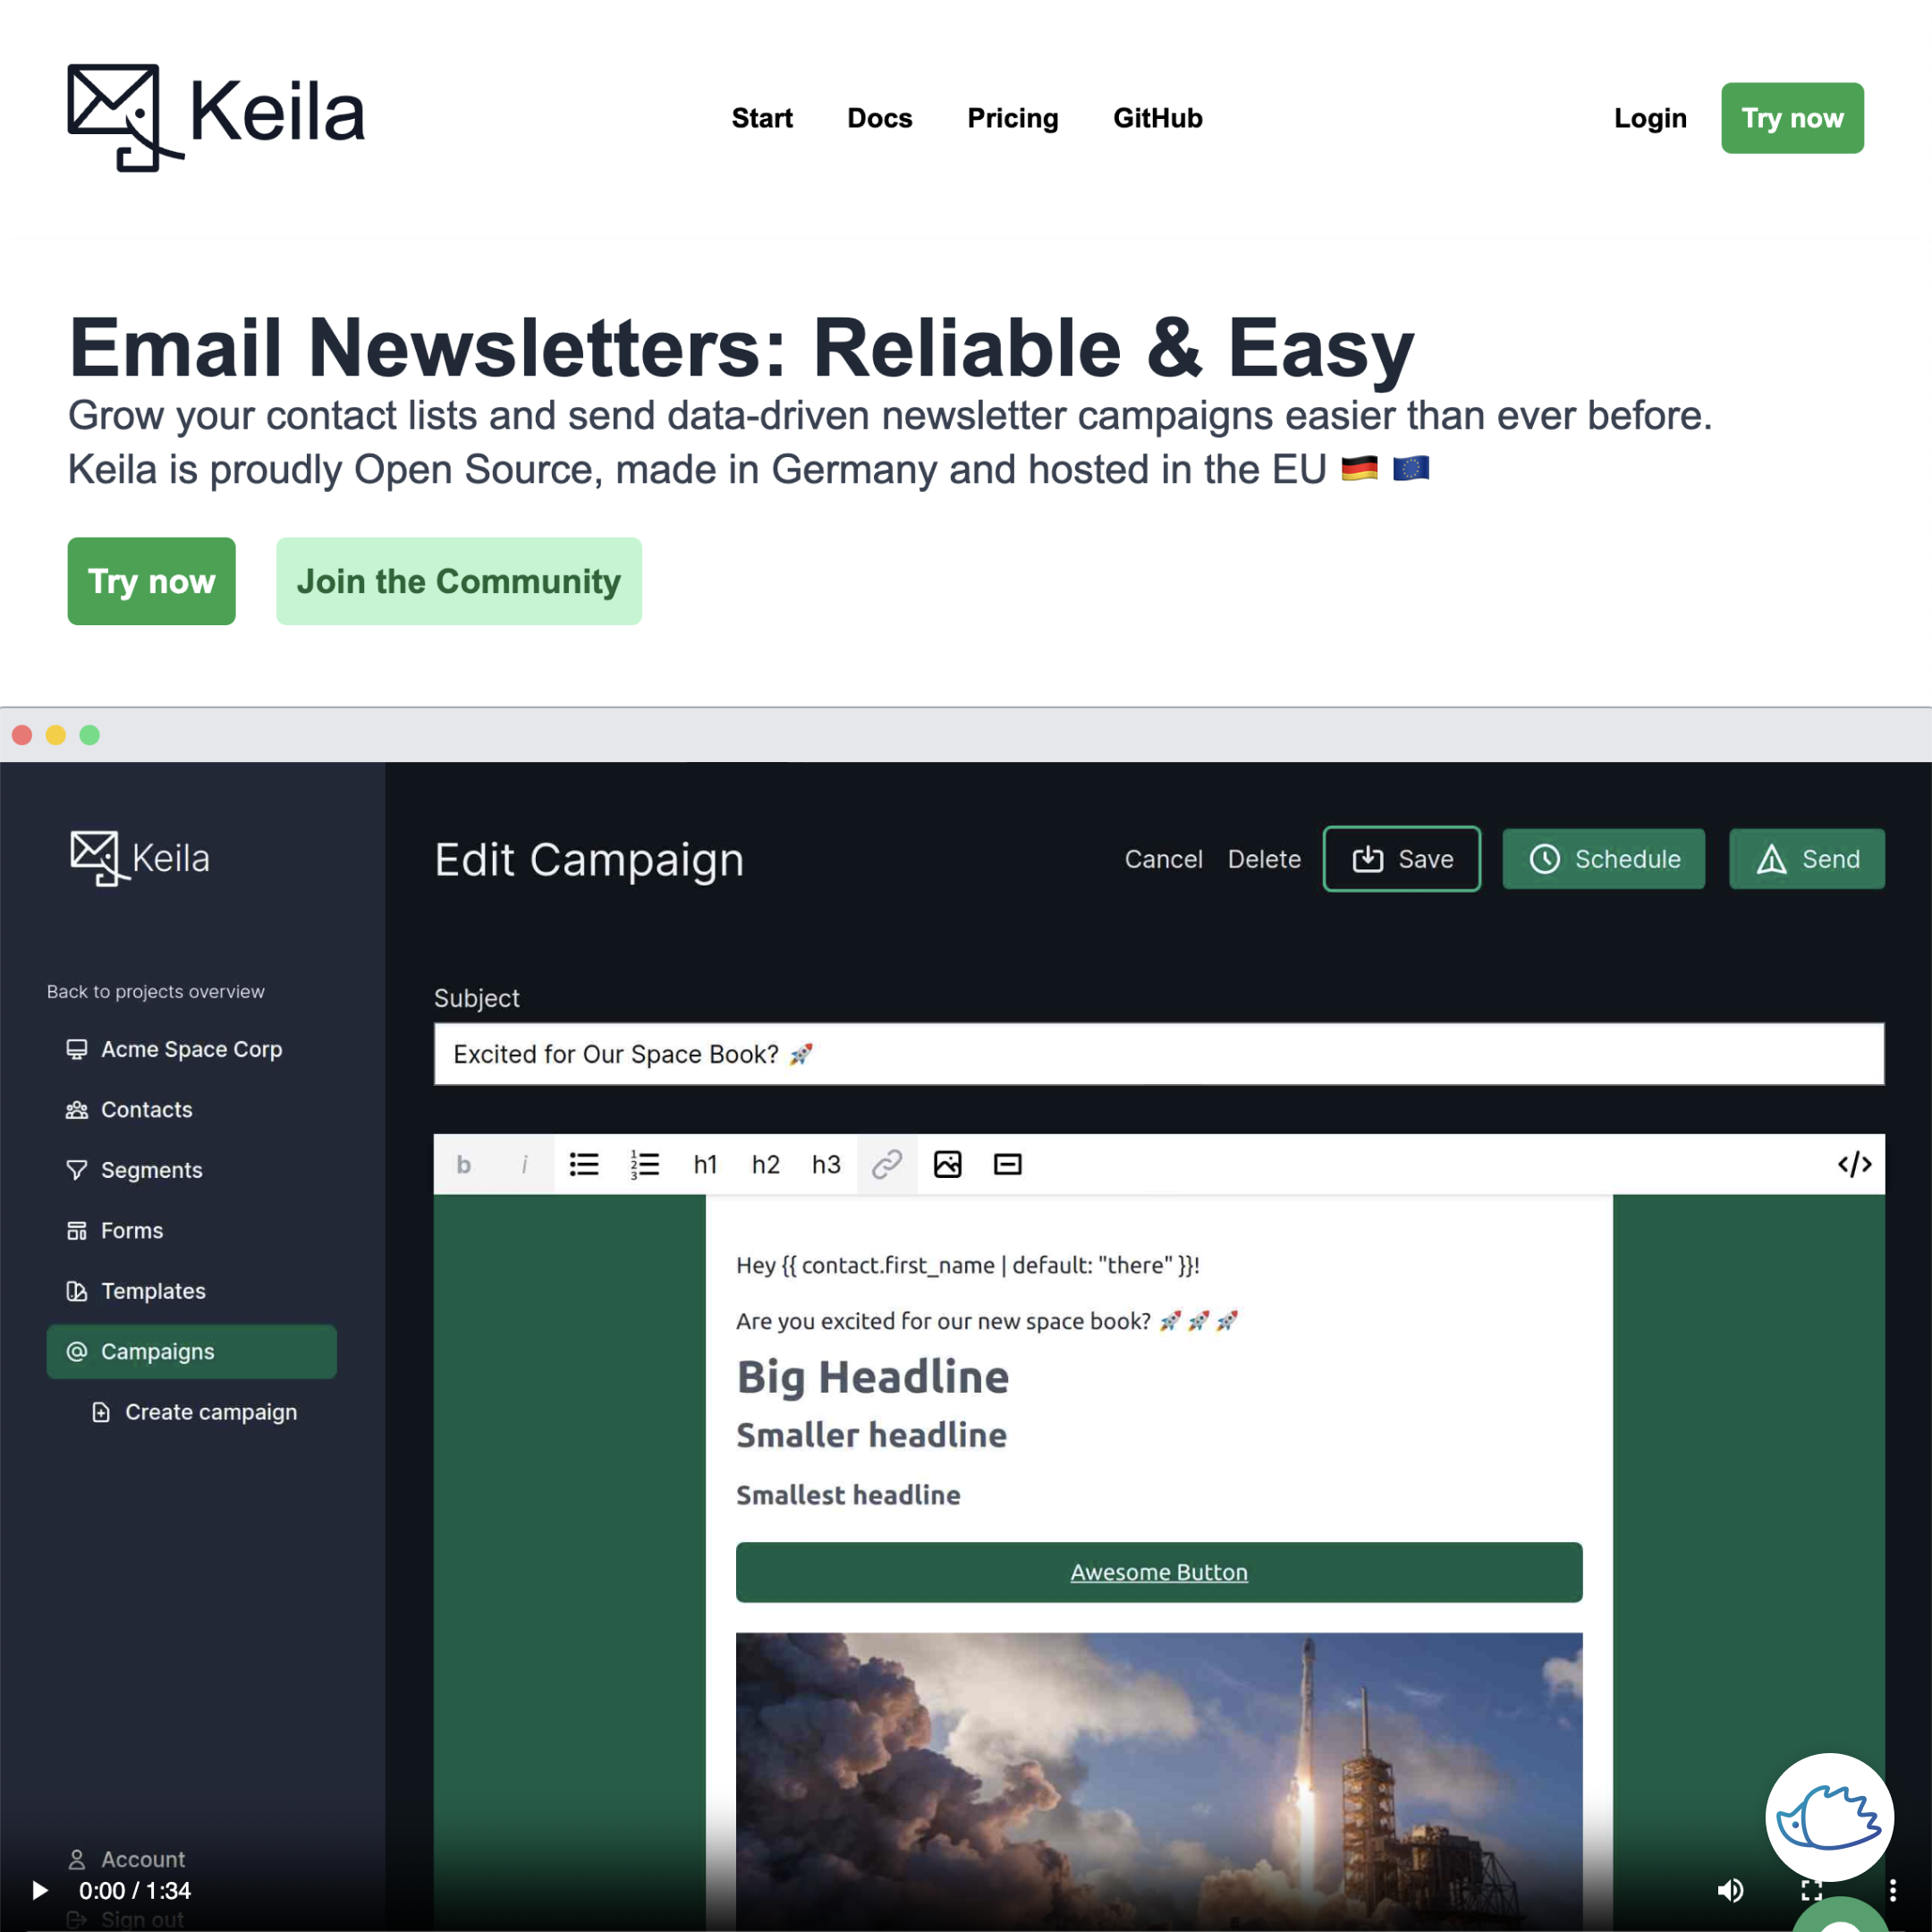 Keila
Start
Docs
Pricing
GitHub
Login
Try now
Email Newsletters: Reliable & Easy
Grow your contact lists and send data-driven newsletter campaigns easier than ever before.
Keila is proudly Open Source, made in Germany and hosted in the EU 🇩🇪 🇪🇺
Try now
Join the Community
Keila
Edit Campaign
Cancel
Delete
Save
Schedule
Send
Back to projects overview
Acme Space Corp
Contacts
Segments
Forms
Templates
Campaigns
Create campaign
Subject
Excited for Our Space Book? 🚀
b
i
h1
h2
h3
</>
Hey {{ contact.first_name | default: "there" }}!
Are you excited for our new space book? 🚀 🚀 🚀
Big Headline
Smaller headline
Smallest headline
Awesome Button
Account
0:00 / 1:34
Sign out